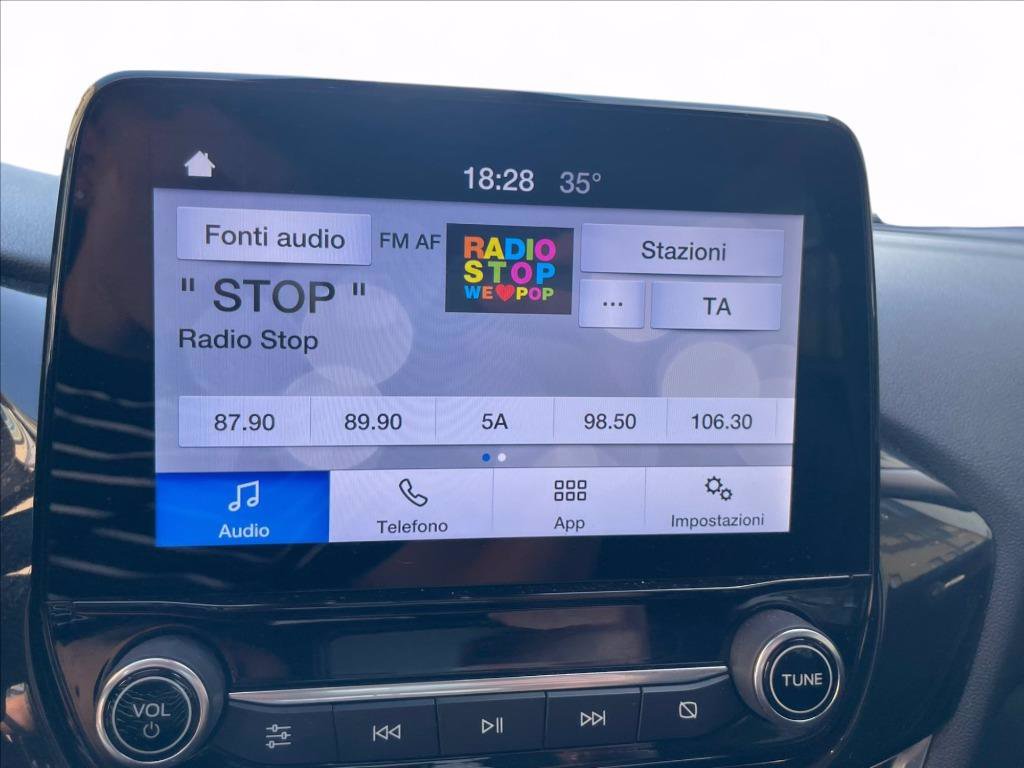 18:28 35°
Fonti audio FM AF
RADIO
STOP
WE POP
Stazioni
... TA
" STOP "
Radio Stop
87.90 89.90 5A 98.50 106.30
Audio Telefono App Impostazioni
VOL
TUNE